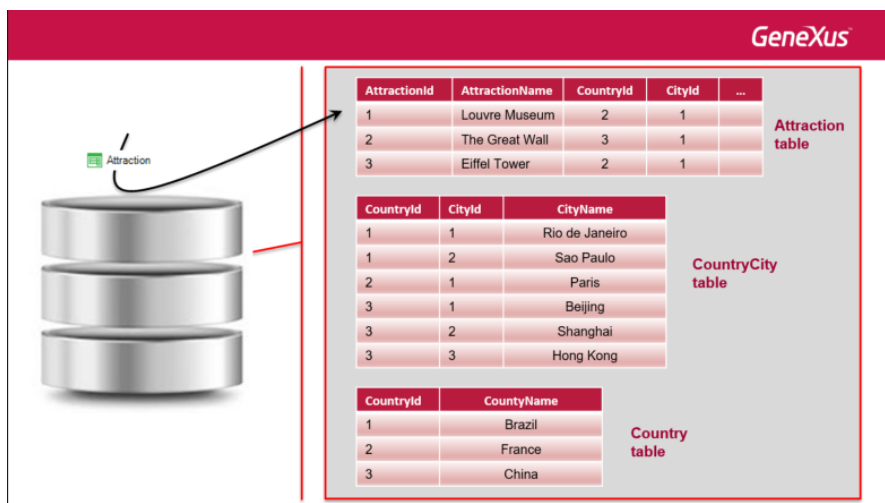 GeneXus
Attraction
AttractionId AttractionName CountryId CityId ...
1 Louvre Museum 2 1
2 The Great Wall 3 1
3 Eiffel Tower 2 1
Attraction
table
CountryId CityId CityName
1 1 Rio de Janeiro
1 2 Sao Paulo
2 1 Paris
3 1 Beijing
3 2 Shanghai
3 3 Hong Kong
CountryCity
table
CountryId CountyName
1 Brazil
2 France
3 China
Country
table